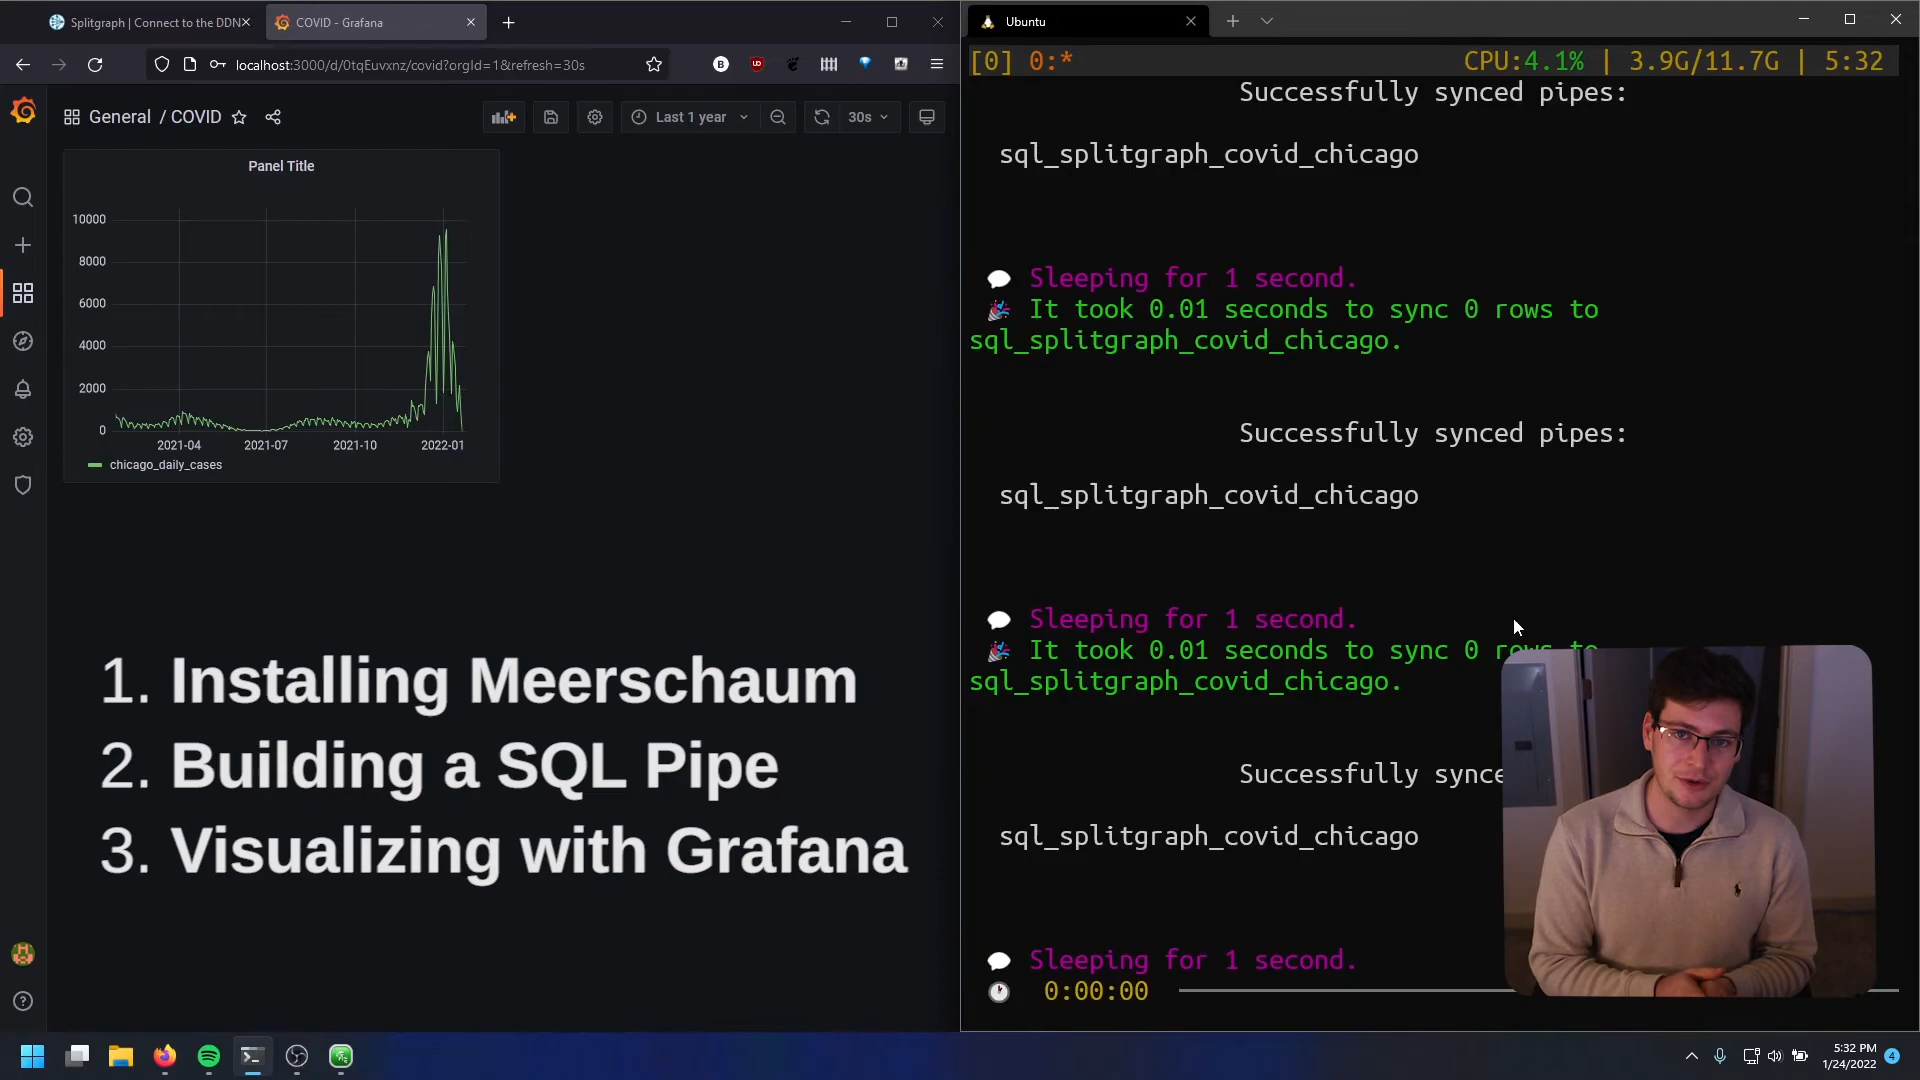 Splitgraph | Connect to the DDN
COVID - Grafana
localhost:3000/d/0tqEuvxnz/covid?orgId=1&refresh=30s
General / COVID
Last 1 year
30s
Panel Title
10000
8000
6000
4000
2000
0
2021-04 2021-07 2021-10 2022-01
chicago_daily_cases
1. Installing Meerschaum
2. Building a SQL Pipe
3. Visualizing with Grafana
Ubuntu
[0] 0:* CPU:4.1% | 3.9G/11.7G | 5:32
Successfully synced pipes:
sql_splitgraph_covid_chicago
Sleeping for 1 second.
It took 0.01 seconds to sync 0 rows to
sql_splitgraph_covid_chicago.
Successfully synced pipes:
sql_splitgraph_covid_chicago
Sleeping for 1 second.
It took 0.01 seconds to sync 0 rows to
sql_splitgraph_covid_chicago.
Successfully synce
sql_splitgraph_covid_chicago
Sleeping for 1 second.
0:00:00
5:32 PM
1/24/2022
4